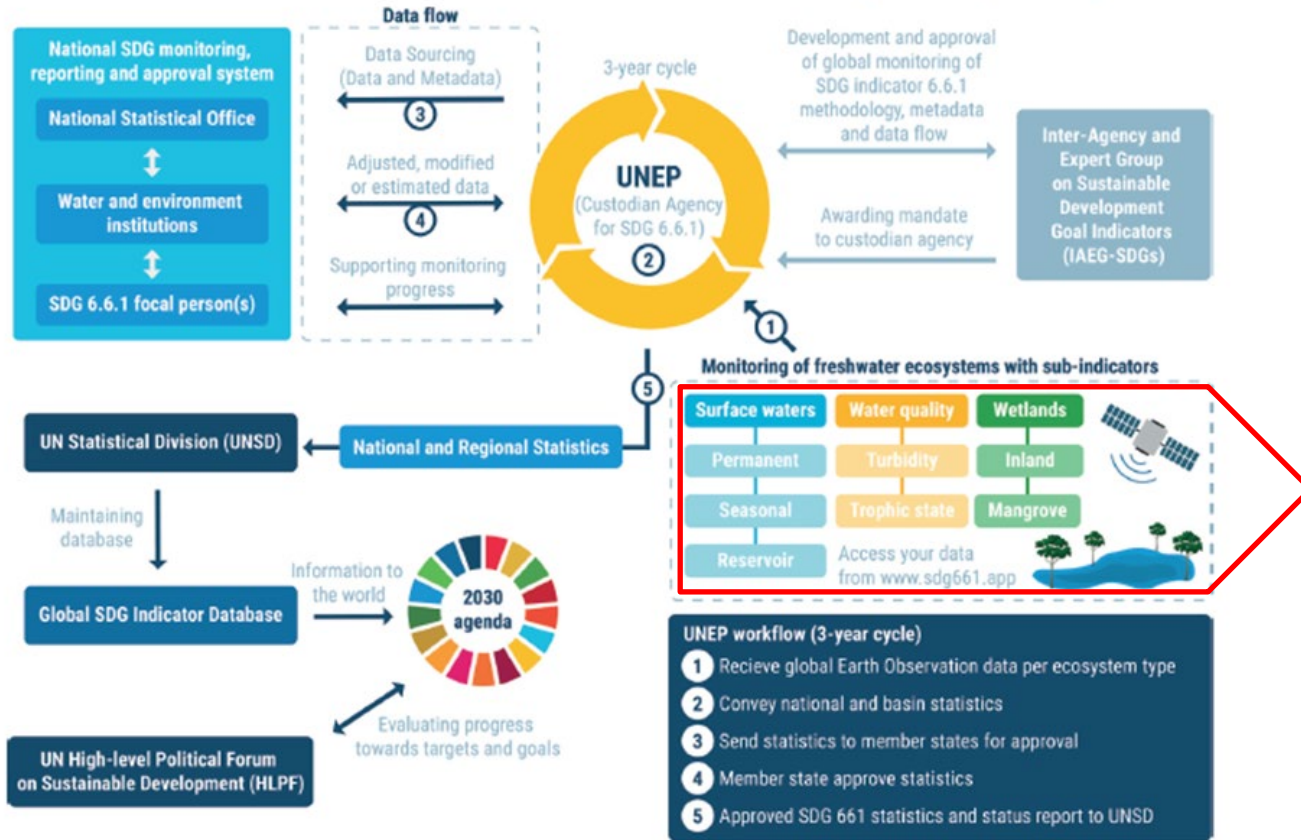 Data flow
National SDG monitoring,
reporting and approval system
National Statistical Office
Water and environment
institutions
SDG 6.6.1 focal person(s)
Data Sourcing
(Data and Metadata)
3
Adjusted, modified
or estimated data
4
Supporting monitoring
progress
3-year cycle
UNEP
(Custodian Agency
for SDG 6.6.1)
2
Development and approval
of global monitoring of
SDG indicator 6.6.1
methodology, metadata
and data flow
Awarding mandate
to custodian agency
Inter-Agency and
Expert Group
on Sustainable
Development
Goal Indicators
(IAEG-SDGs)
1
5
Monitoring of freshwater ecosystems with sub-indicators
Surface waters
Permanent
Seasonal
Reservoir
Water quality
Turbidity
Trophic state
Wetlands
Inland
Mangrove
Access your data
from www.sdg661.app
UN Statistical Division (UNSD)
National and Regional Statistics
Maintaining
database
Global SDG Indicator Database
Information to
the world
2030
agenda
Evaluating progress
towards targets and goals
UN High-level Political Forum
on Sustainable Development (HLPF)
UNEP workflow (3-year cycle)
1 Recieve global Earth Observation data per ecosystem type
2 Convey national and basin statistics
3 Send statistics to member states for approval
4 Member state approve statistics
5 Approved SDG 661 statistics and status report to UNSD